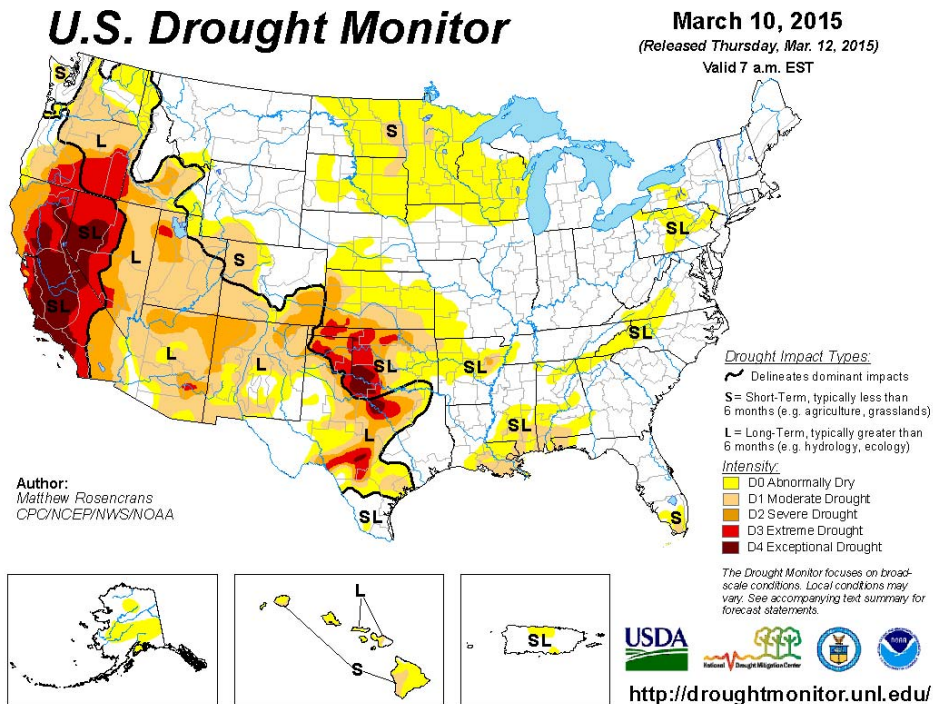 U.S. Drought Monitor
March 10, 2015
(Released Thursday, Mar. 12, 2015)
Valid 7 a.m. EST
S
L
S
SL
L
S
SL
SL
L
L
SL
SL
SL
L
SL
S
SL
Drought Impact Types:
Delineates dominant impacts
S = Short-Term, typically less than
6 months (e.g. agriculture, grasslands)
L = Long-Term, typically greater than
6 months (e.g. hydrology, ecology)
Intensity:
D0 Abnormally Dry
D1 Moderate Drought
D2 Severe Drought
D3 Extreme Drought
D4 Exceptional Drought
Author:
Matthew Rosencrans
CPC/NCEP/NWS/NOAA
The Drought Monitor focuses on broad-
scale conditions. Local conditions may
vary. See accompanying text summary for
forecast statements.
L
S
SL
USDA
National Drought Mitigation Center
http://droughtmonitor.unl.edu/